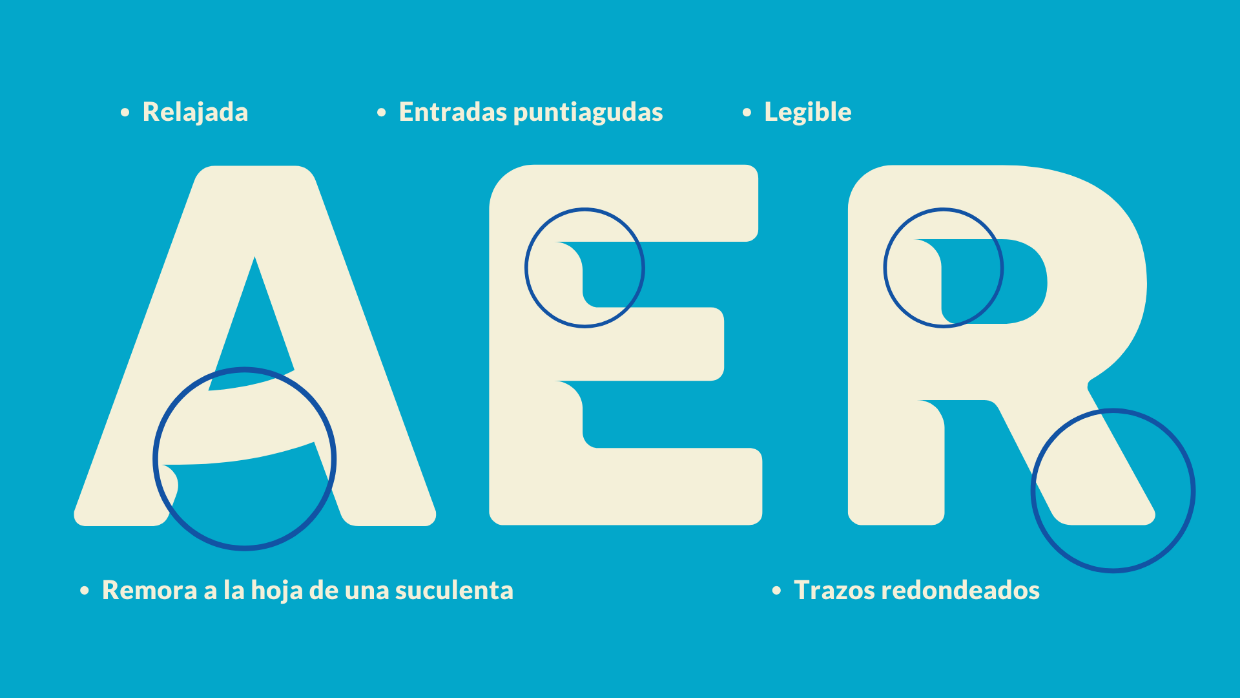 • Relajada
• Entradas puntiagudas
• Legible
AER
• Remora a la hoja de una suculenta
• Trazos redondeados